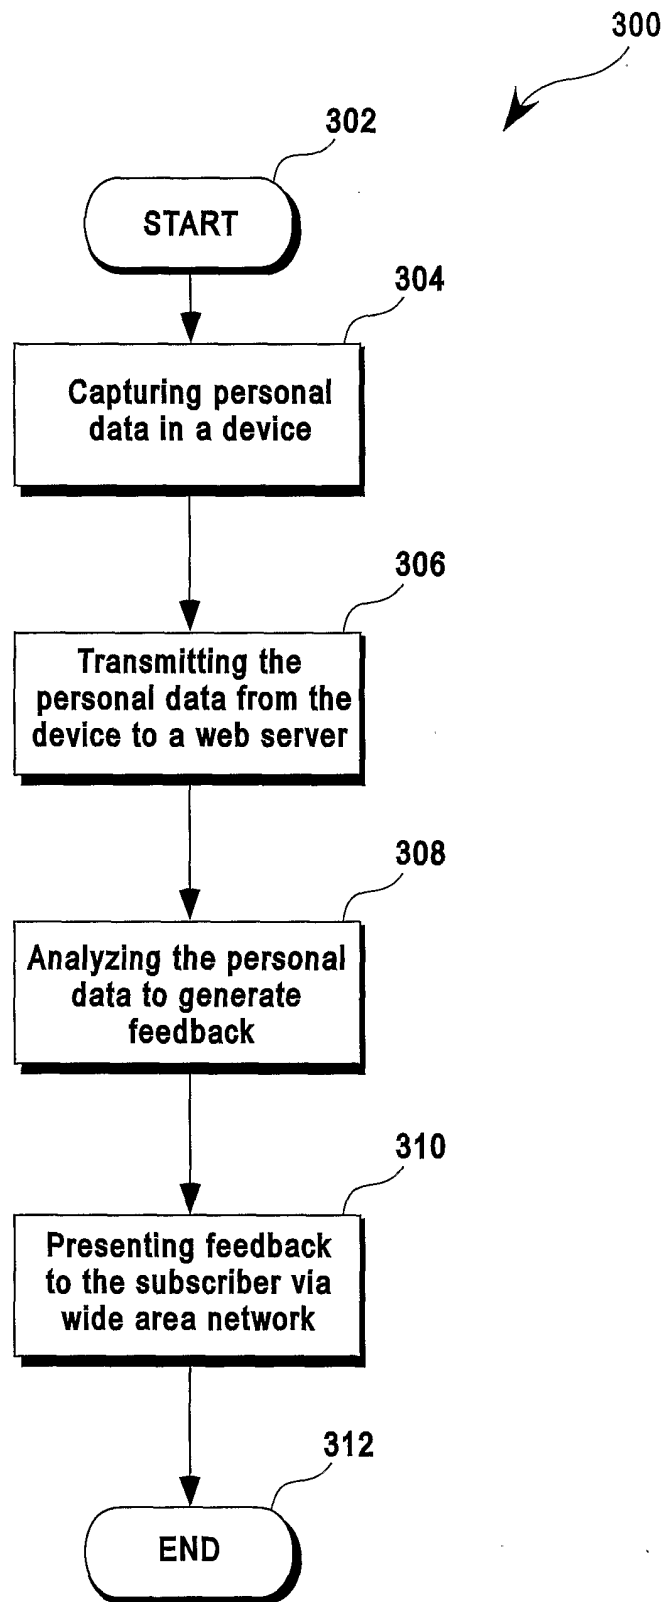 300
302
START
304
Capturing personal
data in a device
306
Transmitting the
personal data from the
device to a web server
308
Analyzing the personal
data to generate
feedback
310
Presenting feedback
to the subscriber via
wide area network
312
END